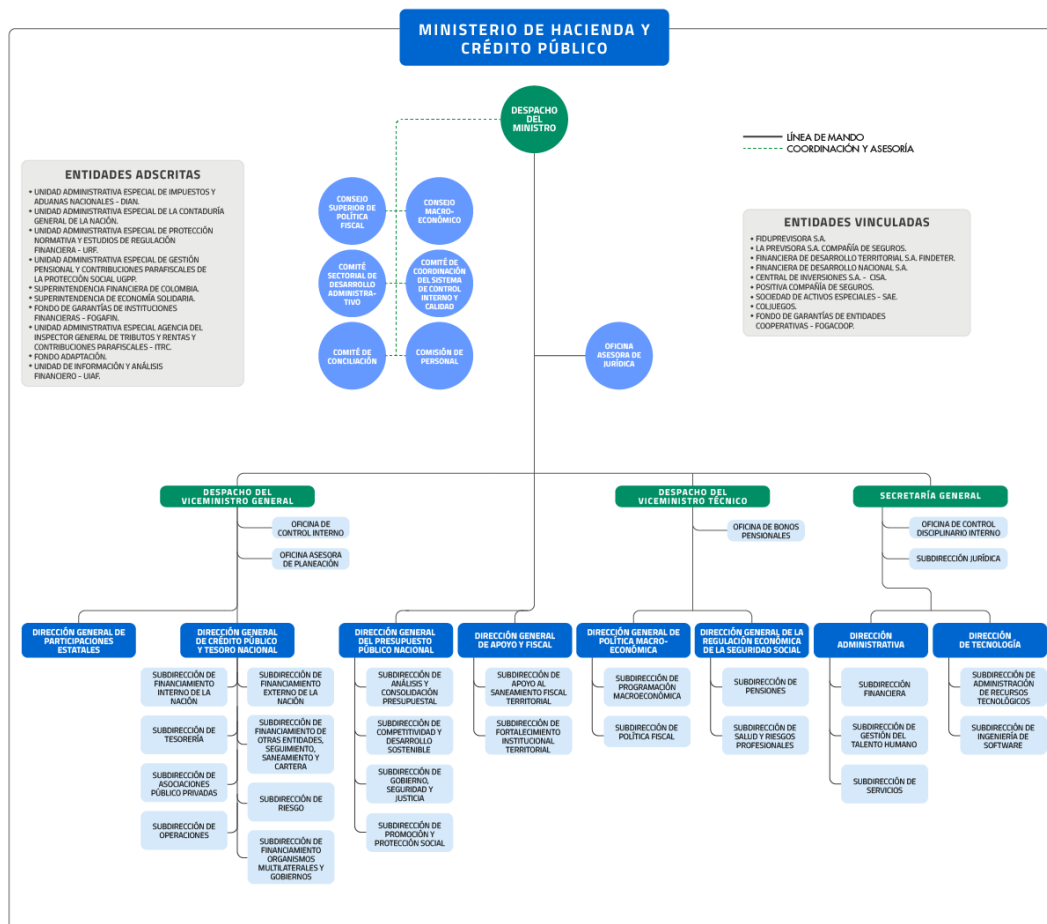 MINISTERIO DE HACIENDA Y
CRÉDITO PÚBLICO
DESPACHO
DEL
MINISTRO
LÍNEA DE MANDO
COORDINACIÓN Y ASESORÍA
ENTIDADES ADSCRITAS
• UNIDAD ADMINISTRATIVA ESPECIAL DE IMPUESTOS Y
ADUANAS NACIONALES - DIAN.
• UNIDAD ADMINISTRATIVA ESPECIAL DE LA CONTADURÍA
GENERAL DE LA NACIÓN.
• UNIDAD ADMINISTRATIVA ESPECIAL DE PROTECCIÓN
NORMATIVA Y ESTUDIOS DE REGULACIÓN
FINANCIERA - URF.
• UNIDAD ADMINISTRATIVA ESPECIAL DE GESTIÓN
PENSIONAL Y CONTRIBUCIONES PARAFISCALES DE
LA PROTECCIÓN SOCIAL UGPP.
• SUPERINTENDENCIA FINANCIERA DE COLOMBIA.
• SUPERINTENDENCIA DE ECONOMÍA SOLIDARIA.
• FONDO DE GARANTÍAS DE INSTITUCIONES
FINANCIERAS - FOGAFIN.
• UNIDAD ADMINISTRATIVA ESPECIAL AGENCIA DEL
INSPECTOR GENERAL DE TRIBUTOS Y RENTAS Y
CONTRIBUCIONES PARAFISCALES - ITRC.
• FONDO ADAPTACIÓN.
• UNIDAD DE INFORMACIÓN Y ANÁLISIS
FINANCIERO - UIAF.
CONSEJO
SUPERIOR DE
POLÍTICA
FISCAL
CONSEJO
MACRO-
ECONÓMICO
COMITÉ
SECTORIAL DE
DESARROLLO
ADMINISTRA-
TIVO
COMITÉ DE
COORDINACIÓN
DEL SISTEMA
DE CONTROL
INTERNO Y
CALIDAD
COMITÉ DE
CONCILIACIÓN
COMISIÓN DE
PERSONAL
OFICINA
ASESORA DE
JURÍDICA
ENTIDADES VINCULADAS
• FIDUPREVISORA S.A.
• LA PREVISORA S.A. COMPAÑÍA DE SEGUROS.
• FINANCIERA DE DESARROLLO TERRITORIAL S.A. FINDETER.
• FINANCIERA DE DESARROLLO NACIONAL S.A.
• CENTRAL DE INVERSIONES S.A. - CISA.
• POSITIVA COMPAÑÍA DE SEGUROS.
• SOCIEDAD DE ACTIVOS ESPECIALES - SAE.
• COLJUEGOS.
• FONDO DE GARANTÍAS DE ENTIDADES
COOPERATIVAS - FOGACOOP.
DESPACHO DEL
VICEMINISTRO GENERAL
OFICINA DE
CONTROL INTERNO
OFICINA ASESORA
DE PLANEACIÓN
DESPACHO DEL
VICEMINISTRO TÉCNICO
OFICINA DE BONOS
PENSIONALES
SECRETARÍA GENERAL
OFICINA DE CONTROL
DISCIPLINARIO INTERNO
SUBDIRECCIÓN JURÍDICA
DIRECCIÓN GENERAL DE
PARTICIPACIONES
ESTATALES
DIRECCIÓN GENERAL
DE CRÉDITO PÚBLICO
Y TESORO NACIONAL
SUBDIRECCIÓN DE
FINANCIAMIENTO
INTERNO DE LA
NACIÓN
SUBDIRECCIÓN DE
TESORERÍA
SUBDIRECCIÓN DE
ASOCIACIONES
PÚBLICO PRIVADAS
SUBDIRECCIÓN DE
OPERACIONES
SUBDIRECCIÓN DE
FINANCIAMIENTO
EXTERNO DE LA
NACIÓN
SUBDIRECCIÓN DE
FINANCIAMIENTO DE
OTRAS ENTIDADES,
SEGUIMIENTO,
SANEAMIENTO Y
CARTERA
SUBDIRECCIÓN DE
RIESGO
SUBDIRECCIÓN DE
FINANCIAMIENTO
ORGANISMOS
MULTILATERALES Y
GOBIERNOS
DIRECCIÓN GENERAL
DEL PRESUPUESTO
PÚBLICO NACIONAL
SUBDIRECCIÓN DE
ANÁLISIS Y
CONSOLIDACIÓN
PRESUPUESTAL
SUBDIRECCIÓN DE
COMPETITIVIDAD Y
DESARROLLO
SOSTENIBLE
SUBDIRECCIÓN DE
GOBIERNO,
SEGURIDAD Y
JUSTICIA
SUBDIRECCIÓN DE
PROMOCIÓN Y
PROTECCIÓN SOCIAL
DIRECCIÓN GENERAL
DE APOYO Y FISCAL
SUBDIRECCIÓN DE
APOYO AL
SANEAMIENTO FISCAL
TERRITORIAL
SUBDIRECCIÓN DE
FORTALECIMIENTO
INSTITUCIONAL
TERRITORIAL
DIRECCIÓN GENERAL DE
POLÍTICA MACRO-
ECONÓMICA
SUBDIRECCIÓN DE
PROGRAMACIÓN
MACROECONÓMICA
SUBDIRECCIÓN DE
POLÍTICA FISCAL
DIRECCIÓN GENERAL DE LA
REGULACIÓN ECONÓMICA
DE LA SEGURIDAD SOCIAL
SUBDIRECCIÓN DE
PENSIONES
SUBDIRECCIÓN DE
SALUD Y RIESGOS
PROFESIONALES
DIRECCIÓN
ADMINISTRATIVA
SUBDIRECCIÓN
FINANCIERA
SUBDIRECCIÓN DE
GESTIÓN DEL
TALENTO HUMANO
SUBDIRECCIÓN DE
SERVICIOS
DIRECCIÓN
DE TECNOLOGÍA
SUBDIRECCIÓN DE
ADMINISTRACIÓN
DE RECURSOS
TECNOLÓGICOS
SUBDIRECCIÓN DE
INGENIERÍA DE
SOFTWARE